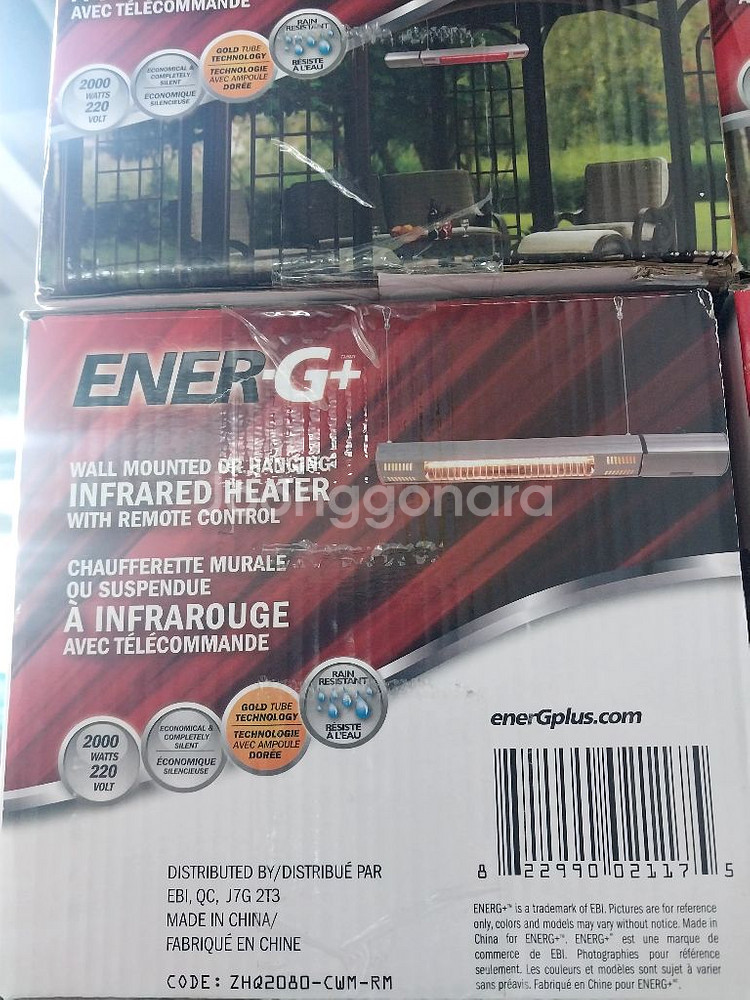 AVEC TÉLÉCOMMANDE
2000
WATTS
220
VOLT
ECONOMICAL &
COMPLETELY
SILENT
ÉCONOMIQUE
SILENCIEUSE
GOLD TUBE
TECHNOLOGY
TECHNOLOGIE
AVEC AMPOULE
DORÉE
RAIN
RESISTANT
RÉSISTE
À L'EAU
ENER-G+
WALL MOUNTED OR HANGING
INFRARED HEATER
WITH REMOTE CONTROL
joonggonara
CHAUFFERETTE MURALE
OU SUSPENDUE
À INFRAROUGE
AVEC TÉLÉCOMMANDE
2000
WATTS
220
VOLT
ECONOMICAL &
COMPLETELY
SILENT
ÉCONOMIQUE
SILENCIEUSE
GOLD TUBE
TECHNOLOGY
TECHNOLOGIE
AVEC AMPOULE
DORÉE
RAIN
RESISTANT
RÉSISTE
À L'EAU
enerGplus.com
8 22990 02117 5
DISTRIBUTED BY/DISTRIBUÉ PAR
EBI, QC, J7G 2T3
MADE IN CHINA/
FABRIQUÉ EN CHINE
CODE: ZHQ2080-CWM-RM
ENERG+™ is a trademark of EBI. Pictures are for reference
only, colors and models may vary without notice. Made in
China for ENERG+™. ENERG+™ est une marque de
commerce de EBI. Photographies pour référence
seulement. Les couleurs et modèles sont sujet à varier
sans préavis. Fabriqué en Chine pour ENERG+™.